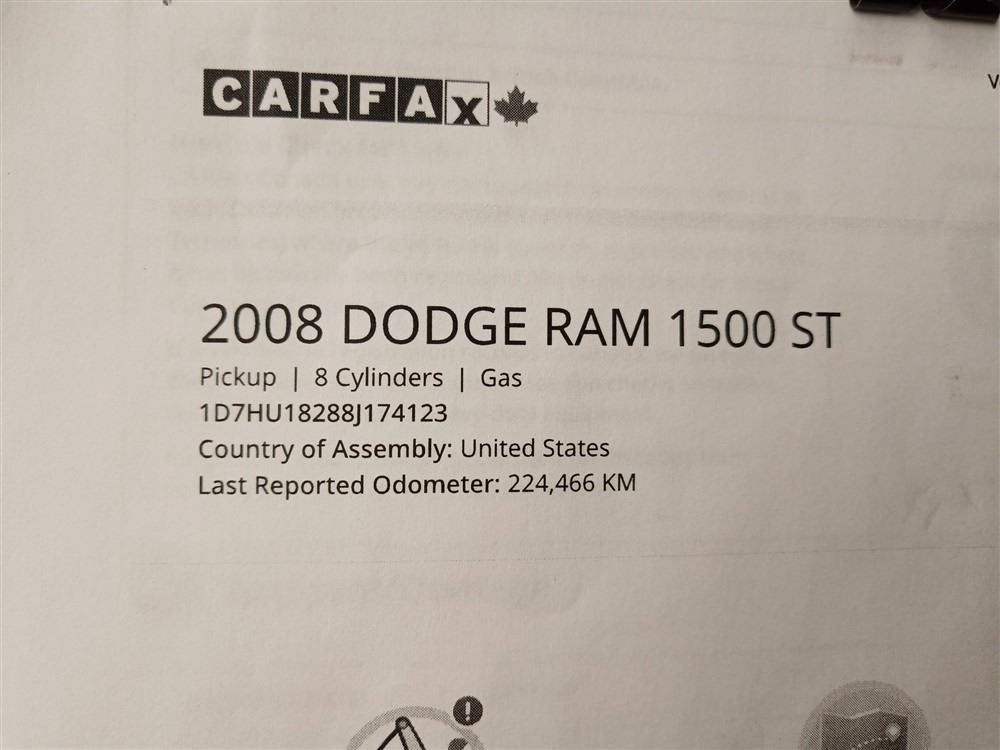 CARFAX
2008 DODGE RAM 1500 ST
Pickup | 8 Cylinders | Gas
1D7HU18288J174123
Country of Assembly: United States
Last Reported Odometer: 224,466 KM